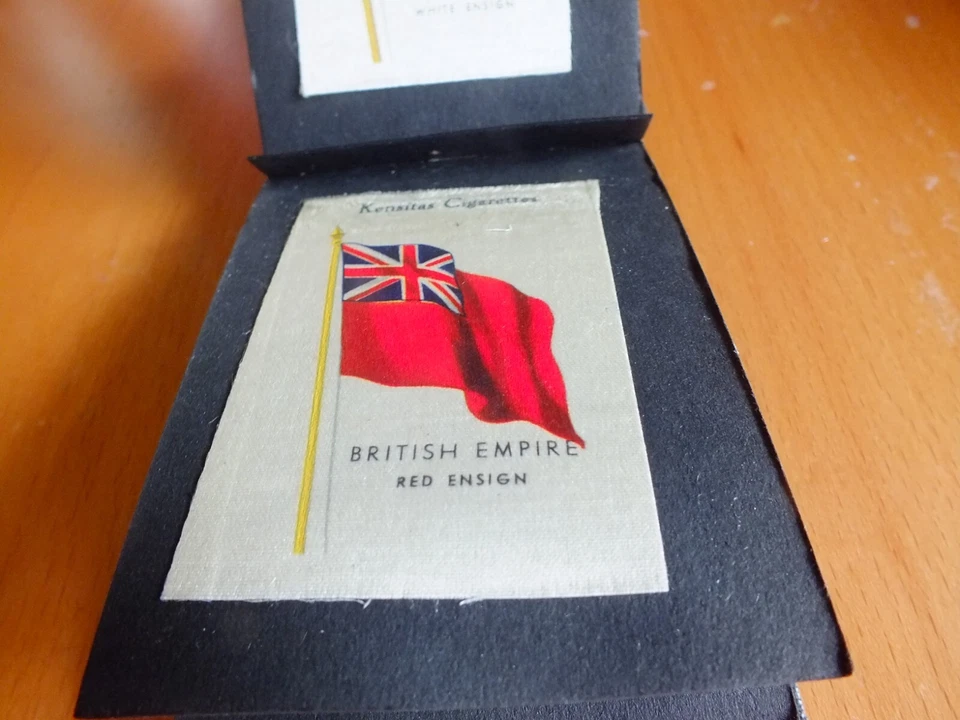 WHITE ENSIGN
Kensitas Cigarettes
BRITISH EMPIRE
RED ENSIGN